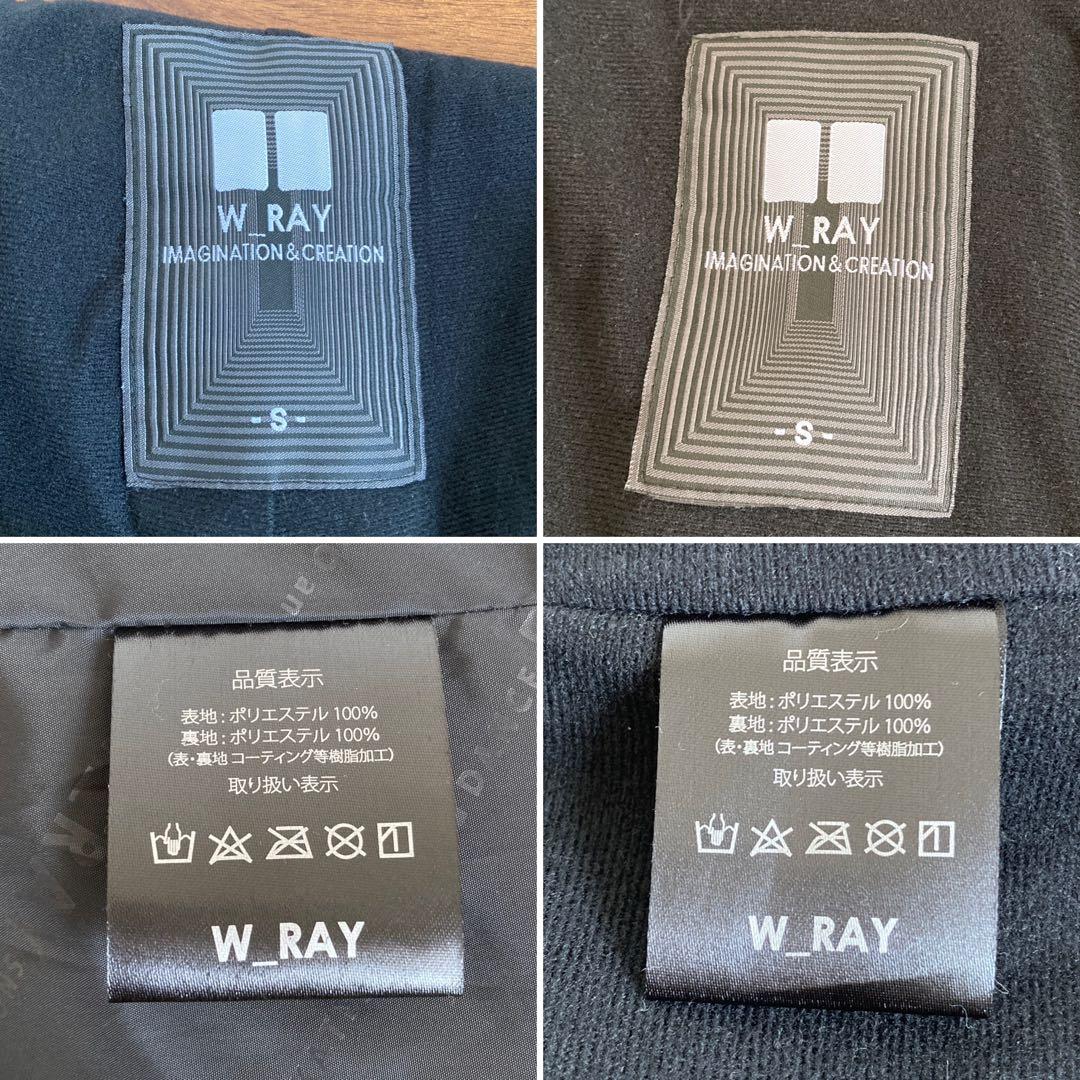 W_RAY
IMAGINATION & CREATION
- S -
W_RAY
IMAGINATION & CREATION
- S -
品質表示
表地 : ポリエステル 100%
裏地 : ポリエステル 100%
(表・裏地 コーティング等樹脂加工)
取り扱い表示
W_RAY
品質表示
表地 : ポリエステル 100%
裏地 : ポリエステル 100%
(表・裏地 コーティング等樹脂加工)
取り扱い表示
W_RAY